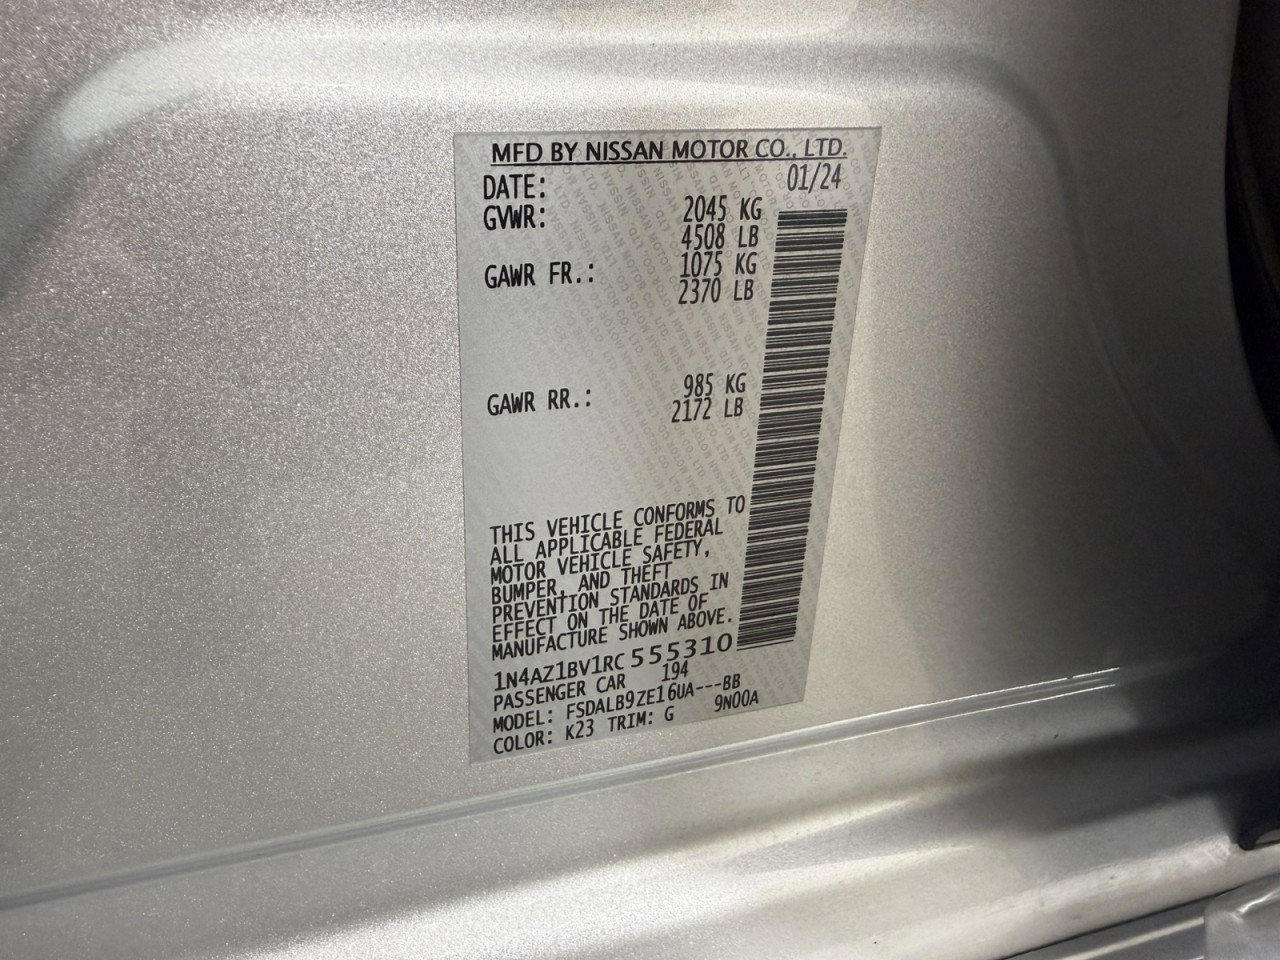 MFD BY NISSAN MOTOR CO., LTD.
DATE: 01/24
GVWR: 2045 KG
4508 LB
GAWR FR.: 1075 KG
2370 LB
GAWR RR.: 985 KG
2172 LB
THIS VEHICLE CONFORMS TO
ALL APPLICABLE FEDERAL
MOTOR VEHICLE SAFETY,
BUMPER, AND THEFT
PREVENTION STANDARDS IN
EFFECT ON THE DATE OF
MANUFACTURE SHOWN ABOVE.
1N4AZ1BV1RC555310
PASSENGER CAR 194
MODEL: FSDALB9ZE16UA---BB
COLOR: K23 TRIM: G 9N00A